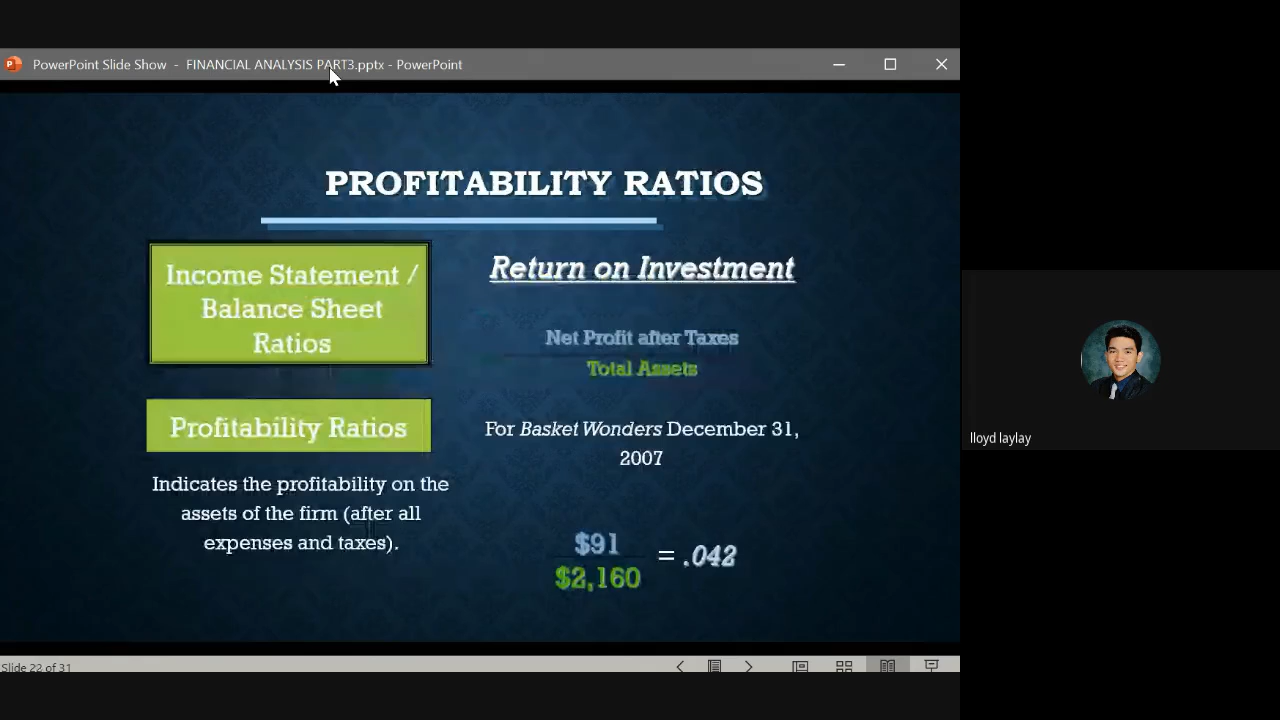 PowerPoint Slide Show - FINANCIAL ANALYSIS PART3.pptx - PowerPoint
PROFITABILITY RATIOS
Income Statement /
Balance Sheet
Ratios
Profitability Ratios
Indicates the profitability on the
assets of the firm (after all
expenses and taxes).
Return on Investment
Net Profit after Taxes
Total Assets
For Basket Wonders December 31,
2007
$91
$2,160
= .042
lloyd laylay
Slide 22 of 31